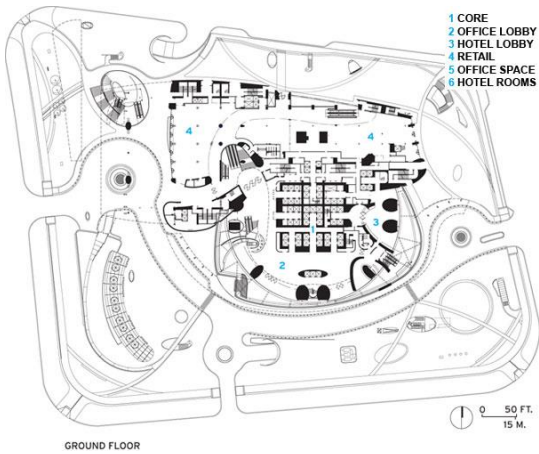 1 CORE
2 OFFICE LOBBY
3 HOTEL LOBBY
4 RETAIL
5 OFFICE SPACE
6 HOTEL ROOMS
4
4
3
1
2
0 50 FT.
15 M.
GROUND FLOOR